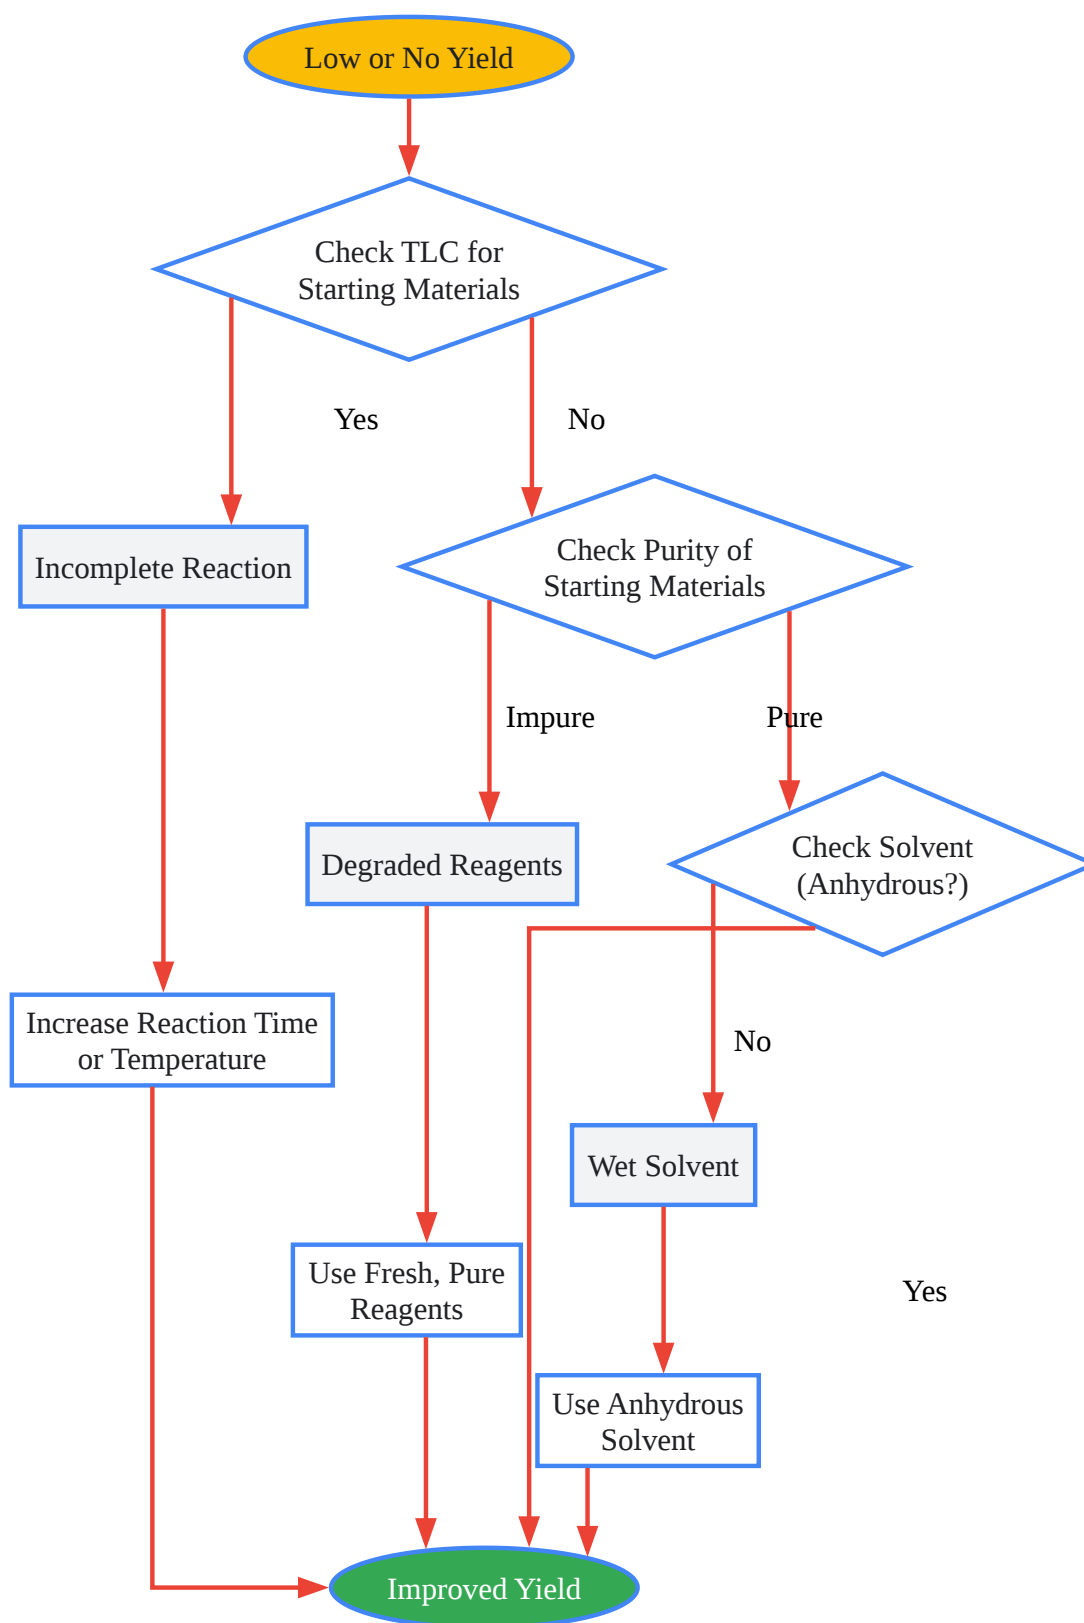 Low or No Yield
Check TLC for
Starting Materials
Yes
No
Incomplete Reaction
Check Purity of
Starting Materials
Impure
Pure
Degraded Reagents
Check Solvent
(Anhydrous?)
Increase Reaction Time
or Temperature
No
Wet Solvent
Use Fresh, Pure
Reagents
Yes
Use Anhydrous
Solvent
Improved Yield